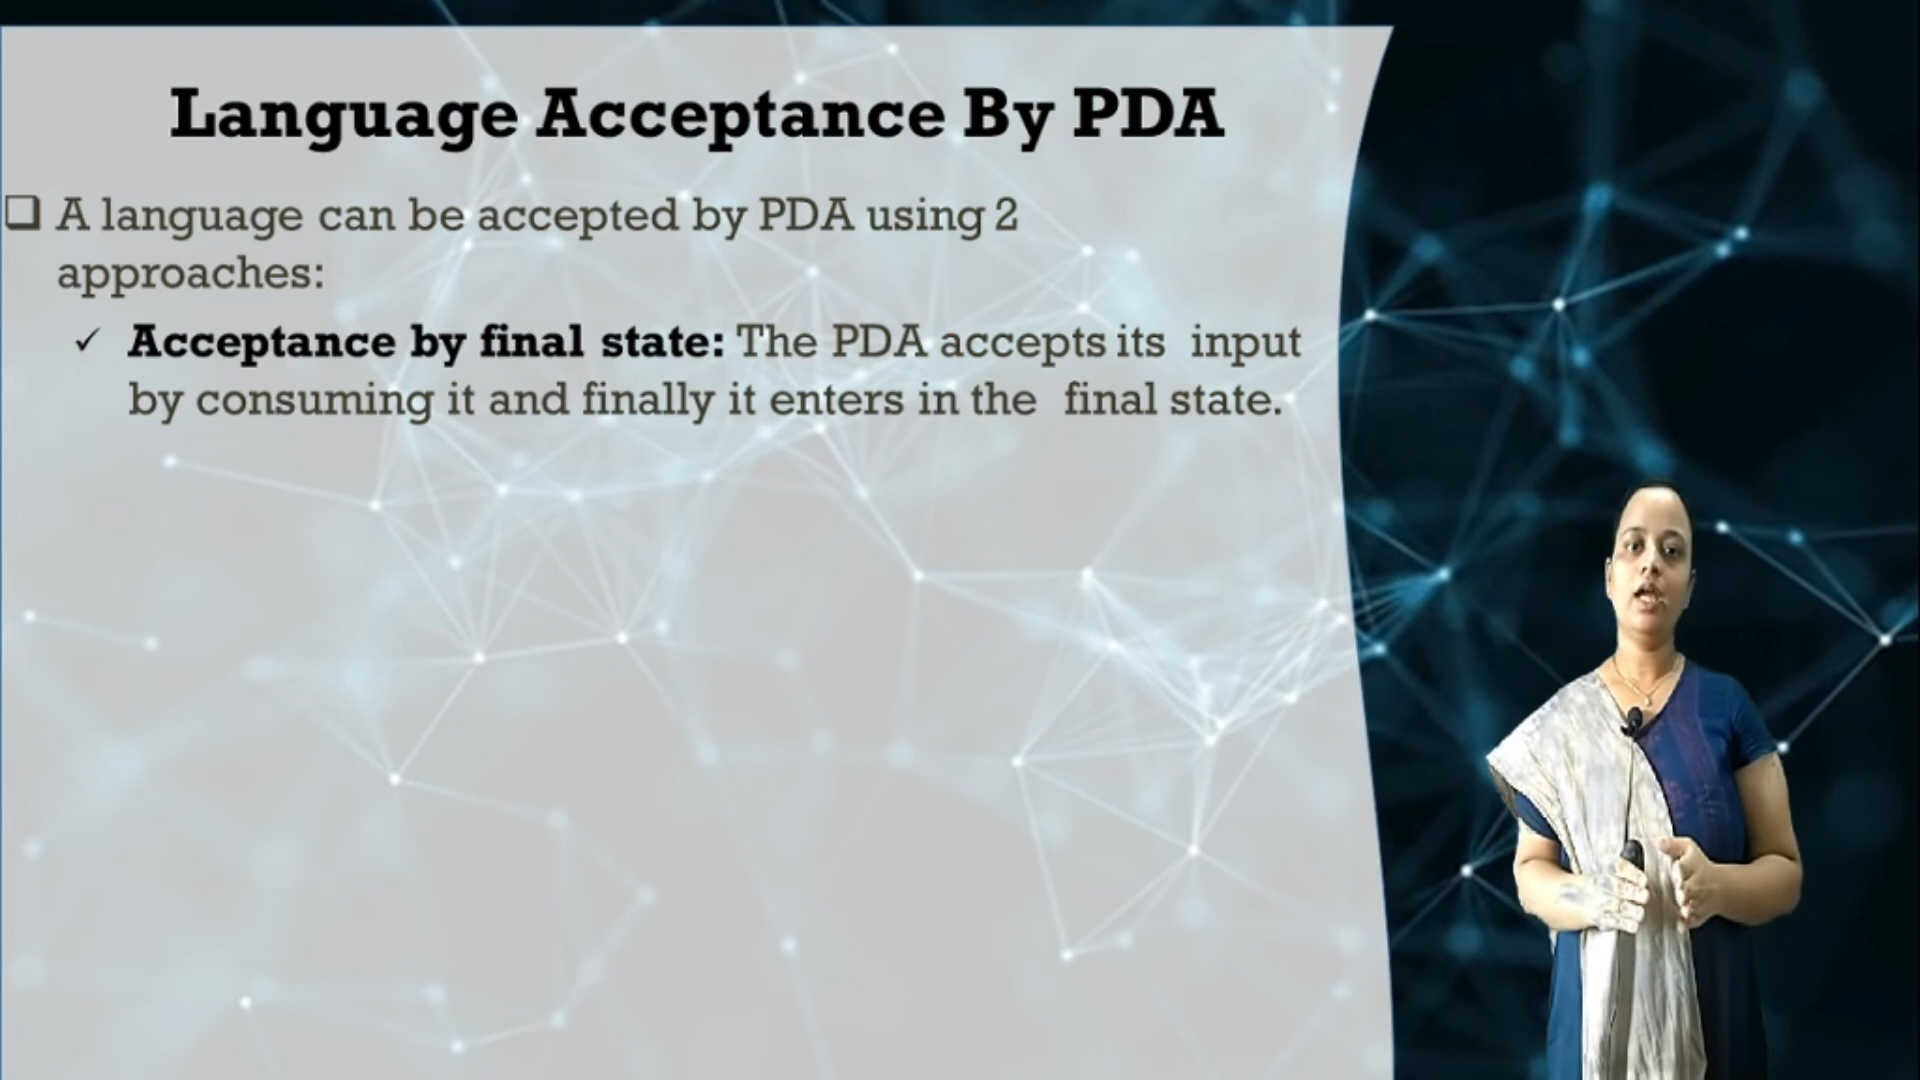 Language Acceptance By PDA
❑ A language can be accepted by PDA using 2
approaches:
✓ Acceptance by final state: The PDA accepts its input
by consuming it and finally it enters in the final state.